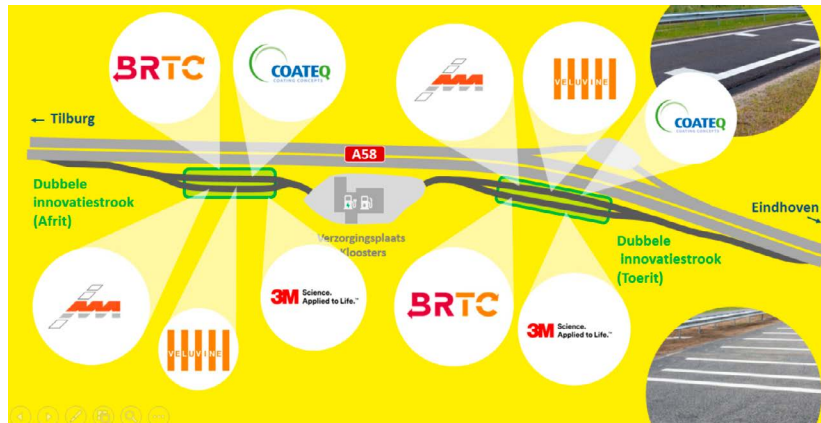 BRTC
COATEQ
COATING CONCEPTS
VELUVINE
COATEQ
COATING CONCEPTS
← Tilburg
A58
Dubbele
innovatiestrook
(Afrit)
Eindhoven
Verzorgingsplaats
Kloosters
Dubbele
innovatiestrook
(Toerit)
3M Science.
Applied to Life.™
BRTC
3M Science.
Applied to Life.™
VELUVINE